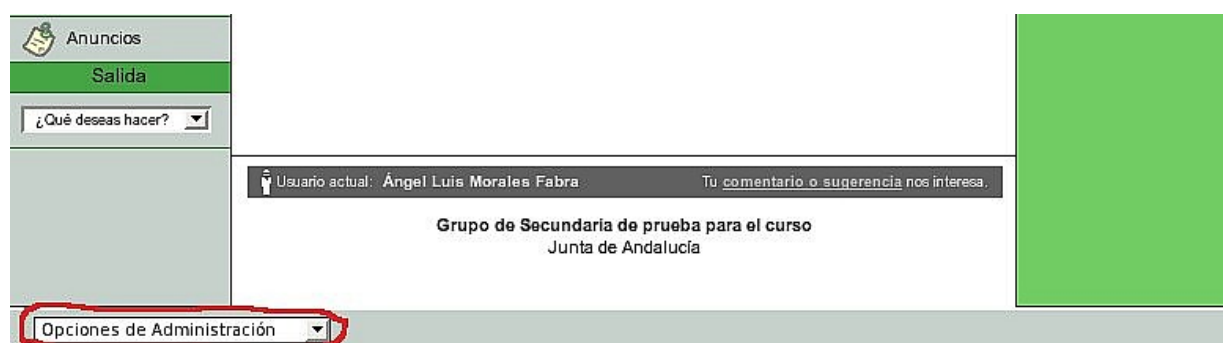 Anuncios
Salida
¿Qué deseas hacer?
Usuario actual: Ángel Luis Morales Fabra
Tu comentario o sugerencia nos interesa.
Grupo de Secundaria de prueba para el curso
Junta de Andalucía
Opciones de Administración